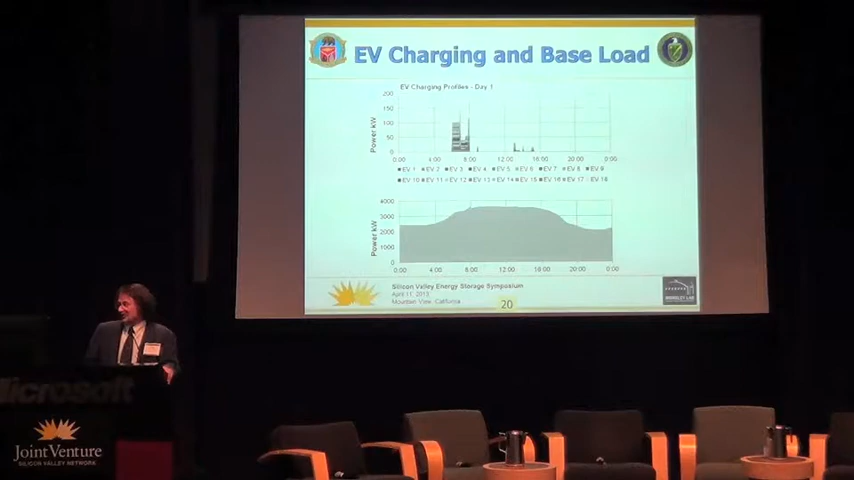 EV Charging and Base Load
EV Charging Profiles - Day 1
200
150
100
50
0
Power kW
0:00 4:00 8:00 12:00 16:00 20:00 0:00
EV 1 EV 2 EV 3 EV 4 EV 5 EV 6 EV 7 EV 8 EV 9
EV 10 EV 11 EV 12 EV 13 EV 14 EV 15 EV 16 EV 17 EV 18
4000
3000
2000
1000
0
Power kW
0:00 4:00 8:00 12:00 16:00 20:00 0:00
Silicon Valley Energy Storage Symposium
April 11, 2013
Mountain View, California
20
BERKELEY LAB
Microsoft
Joint Venture
SILICON VALLEY NETWORK